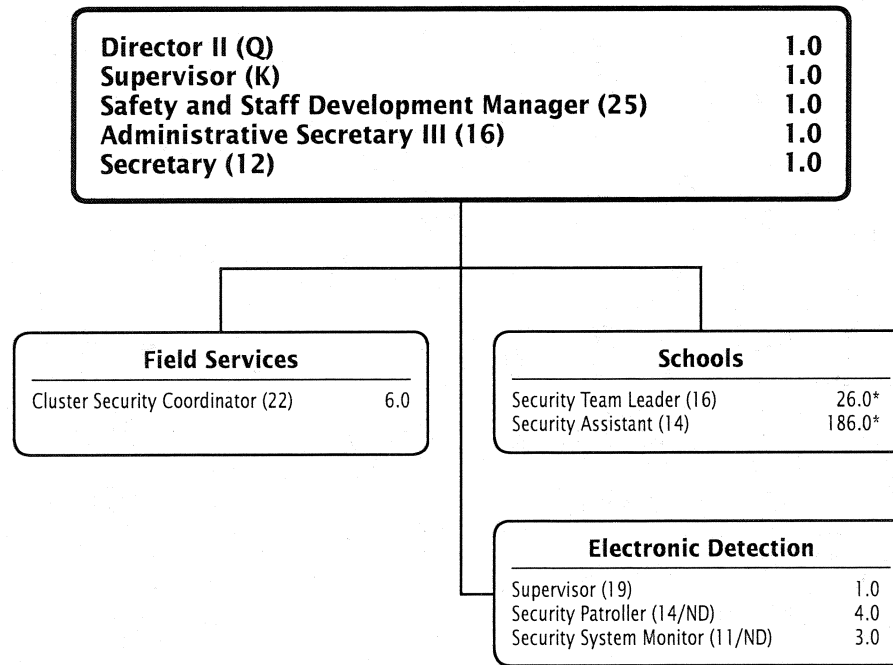 Director II (Q) 1.0
Supervisor (K) 1.0
Safety and Staff Development Manager (25) 1.0
Administrative Secretary III (16) 1.0
Secretary (12) 1.0
Field Services
Cluster Security Coordinator (22) 6.0
Schools
Security Team Leader (16) 26.0*
Security Assistant (14) 186.0*
Electronic Detection
Supervisor (19) 1.0
Security Patroller (14/ND) 4.0
Security System Monitor (11/ND) 3.0